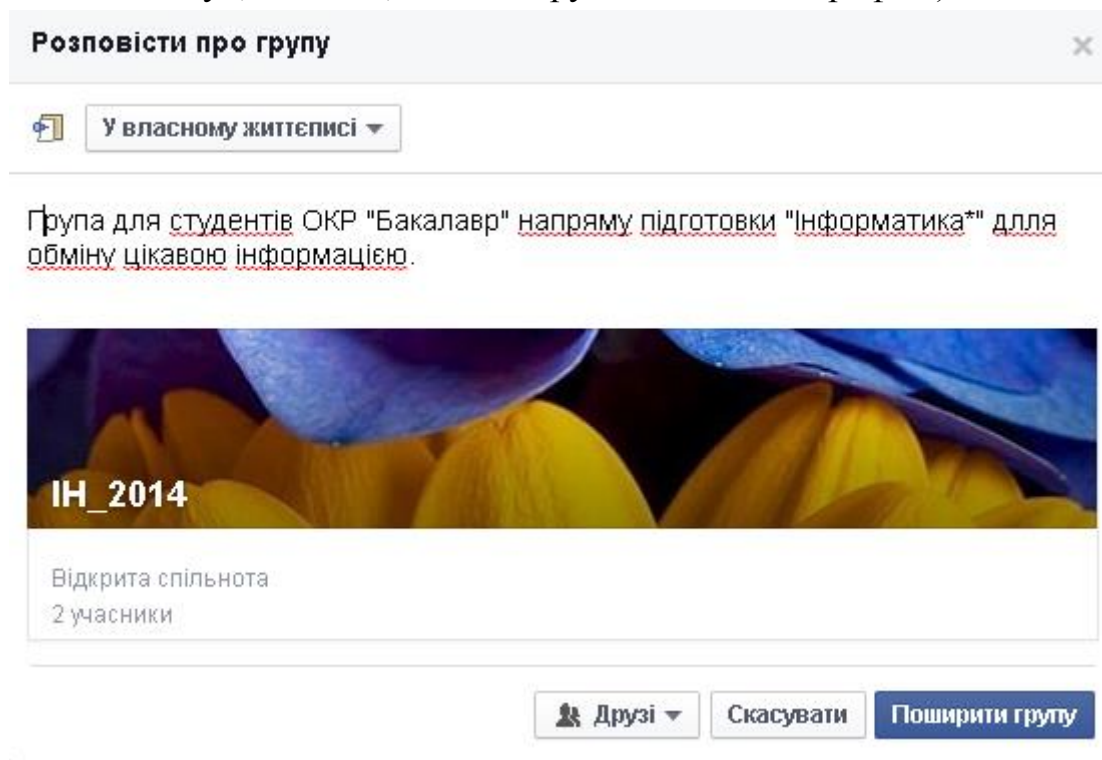 Розповісти про групу
У власному життєписі
Група для студентів ОКР "Бакалавр" напряму підготовки "Інформатика*" длля
обміну цікавою інформацією.
ІН_2014
Відкрита спільнота
2 учасники
Друзі
Скасувати
Поширити групу